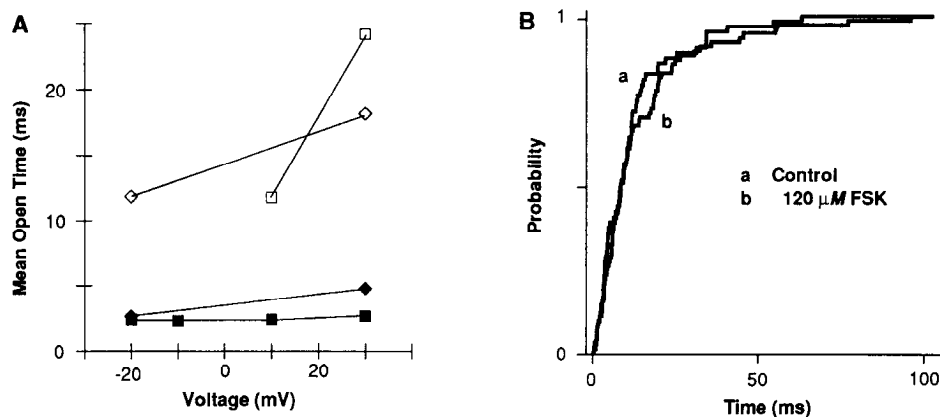 A
Mean Open Time (ms)
20
10
0
-20
0
20
Voltage (mV)
B
Probability
1
0
a
b
a Control
b 120 μM FSK
0
50
100
Time (ms)